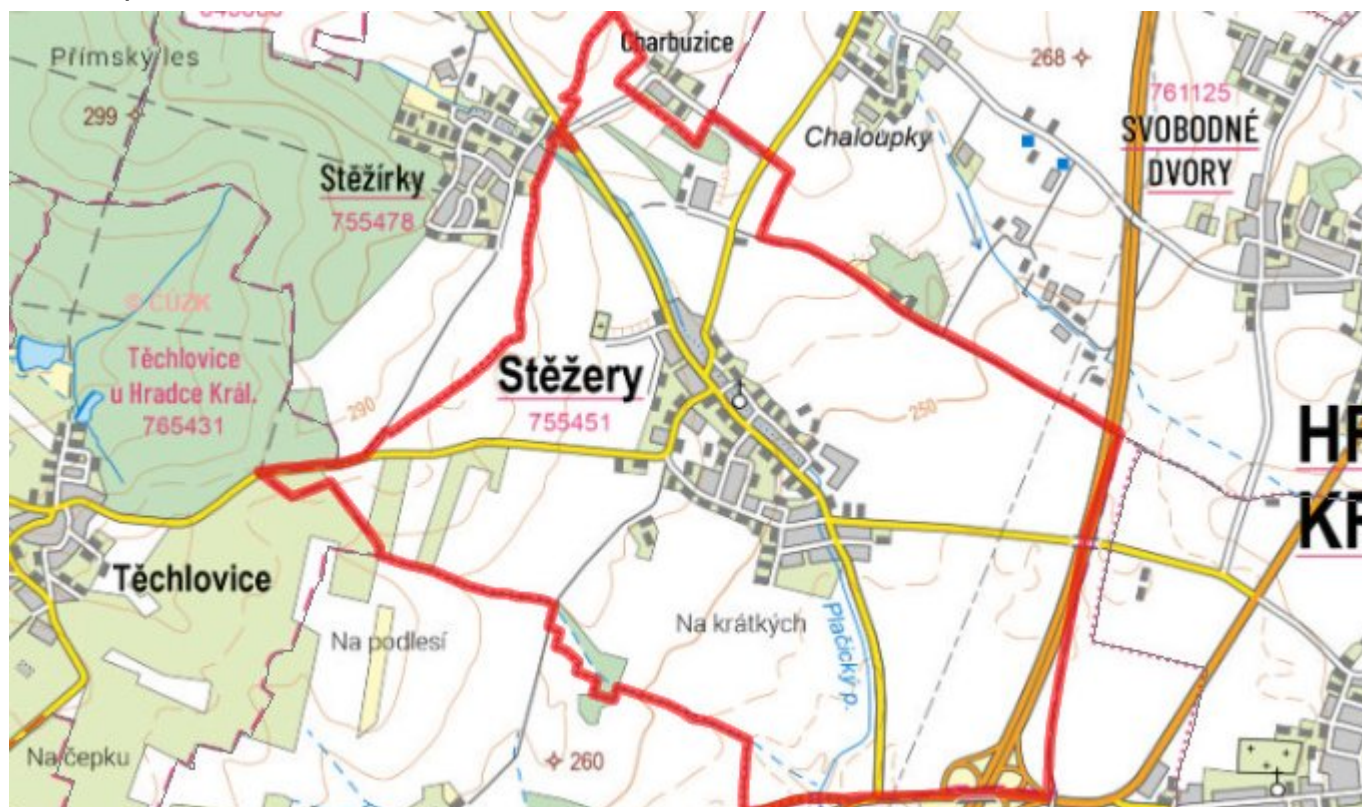 Charbuzice
Přímský les
268
299
761125
SVOBODNÉ
DVORY
Chaloupky
Stěžírky
755478
© ČÚZK
Těchlovice
u Hradce Král.
765431
290
Stěžery
755451
250
HR
KR
Těchlovice
Na podlesí
Na krátkých
Plačický p.
Na čepku
260